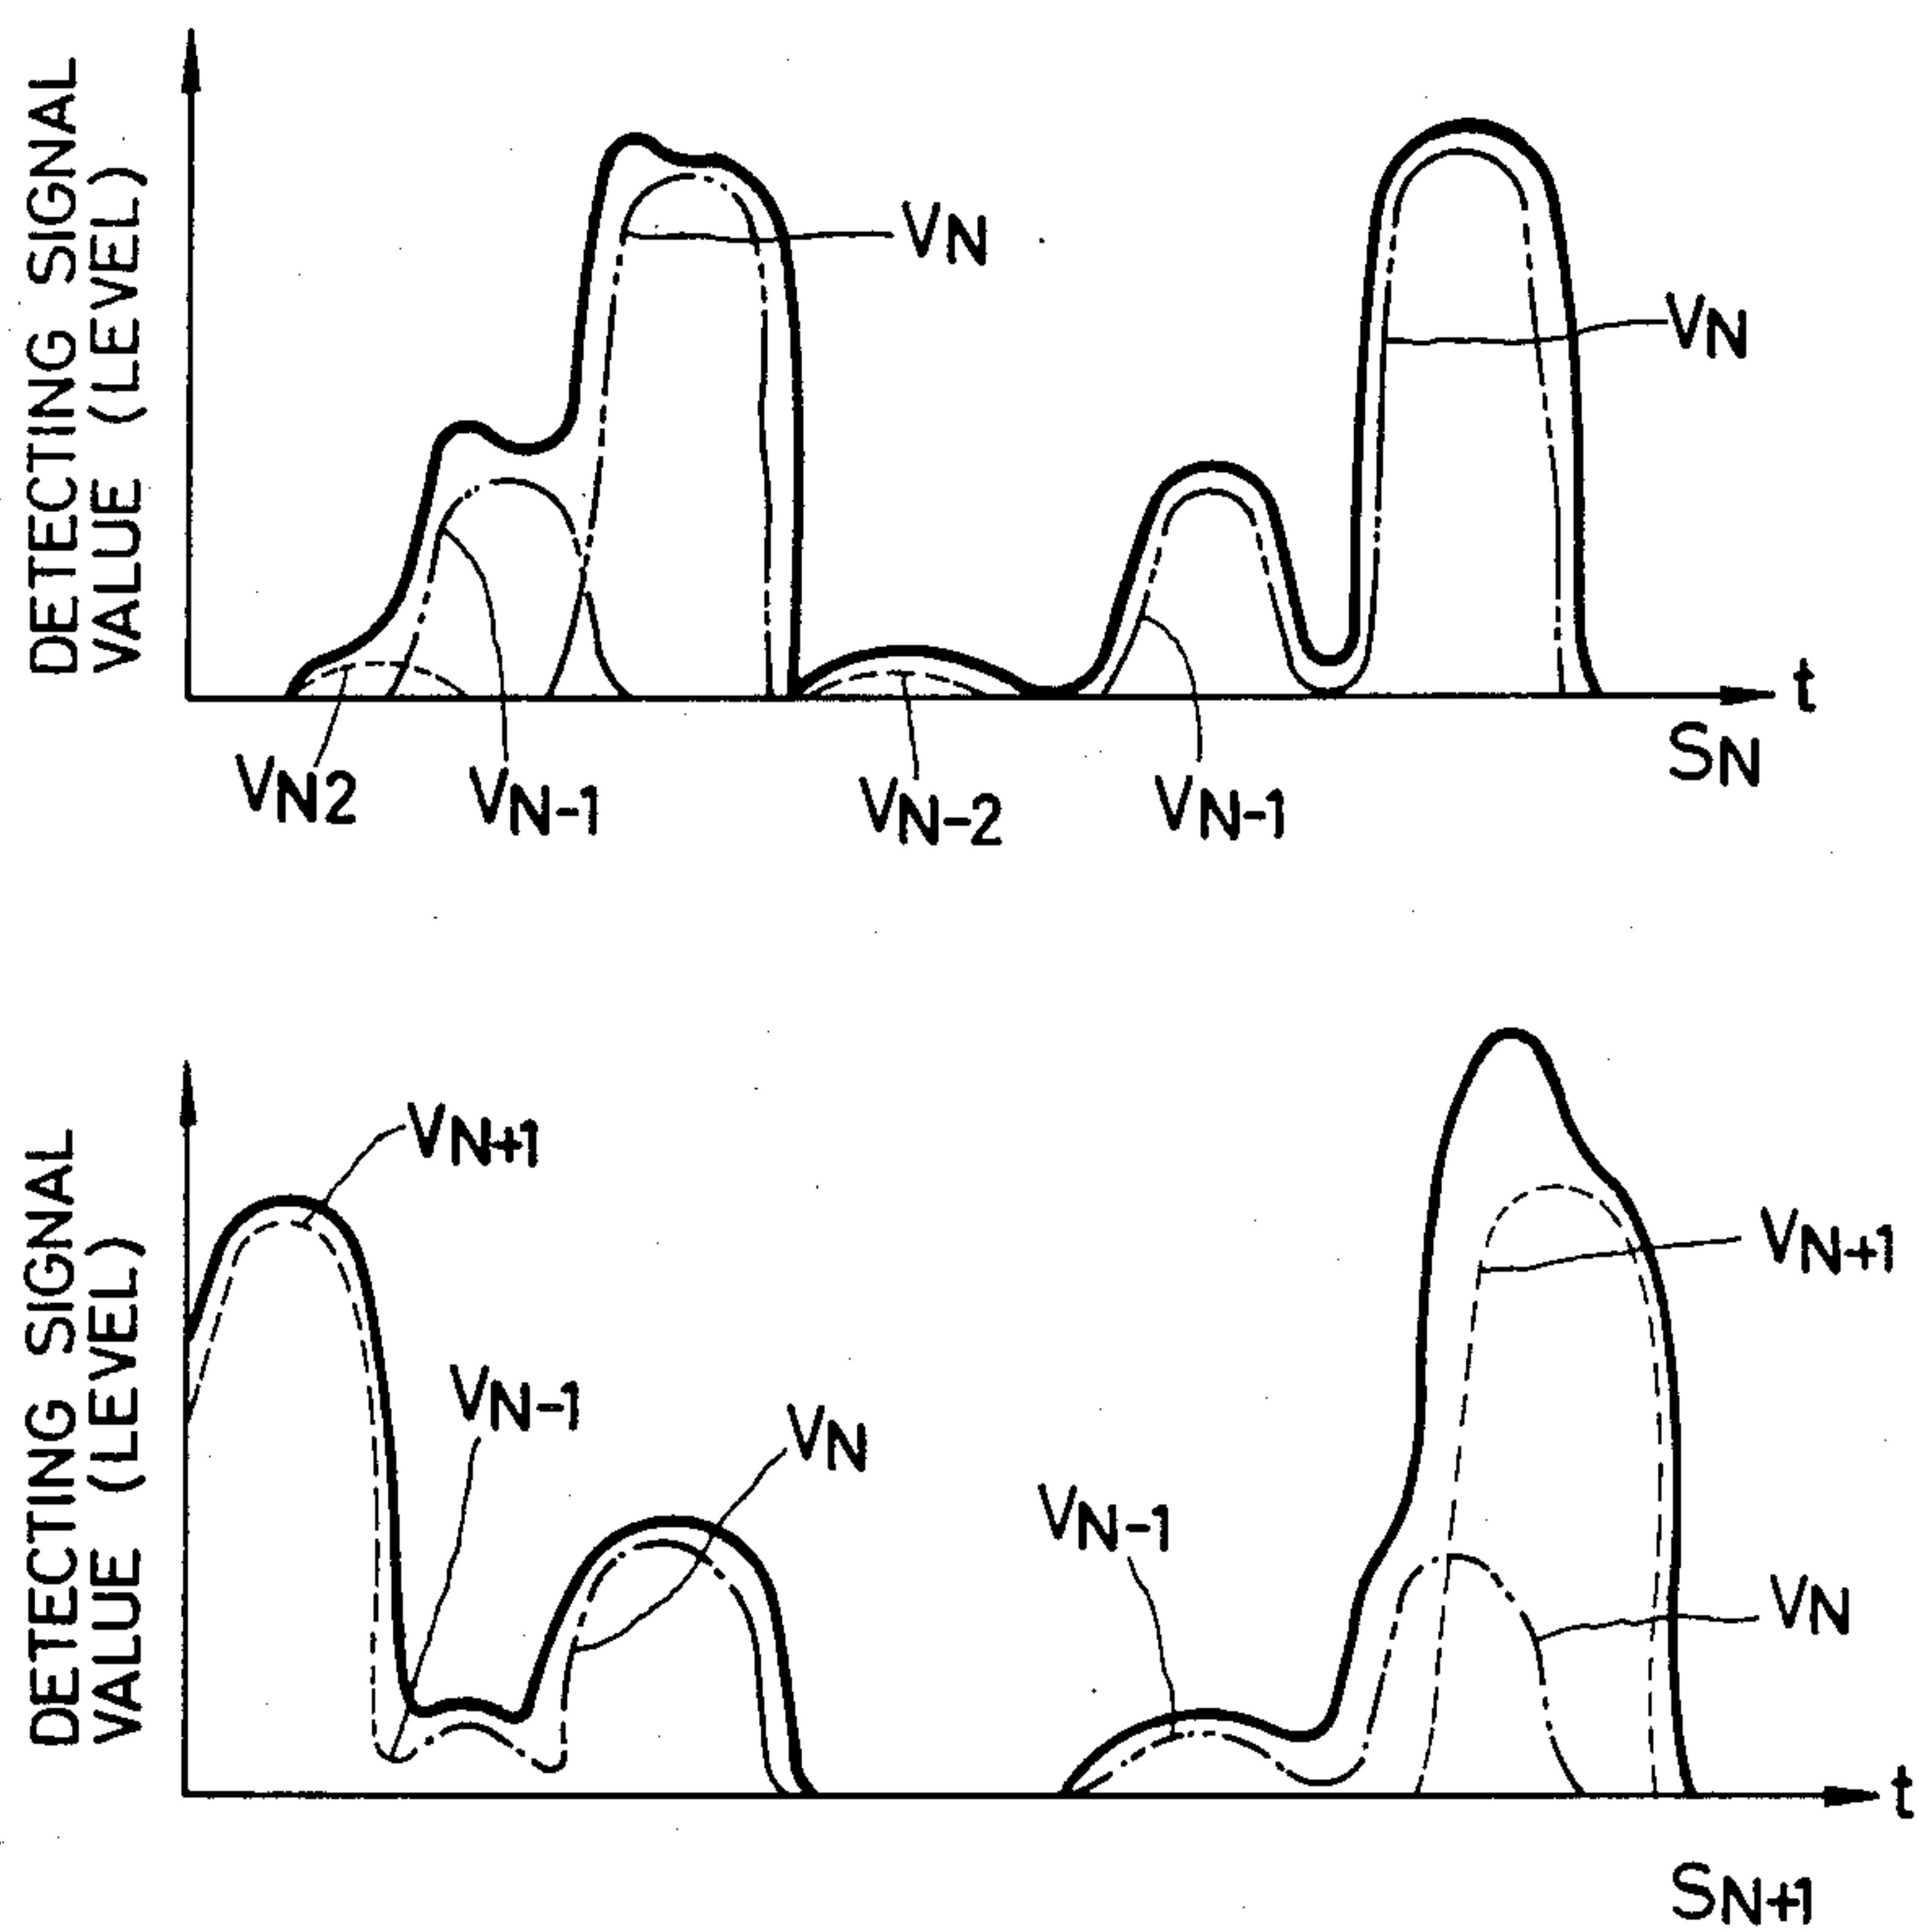 DETECTING SIGNAL
VALUE (LEVEL)
VN
VN
t
SN
VN2
VN-1
VN-2
VN-1
DETECTING SIGNAL
VALUE (LEVEL)
VN+1
VN-1
VN
VN-1
VN+1
VN
t
SN+1